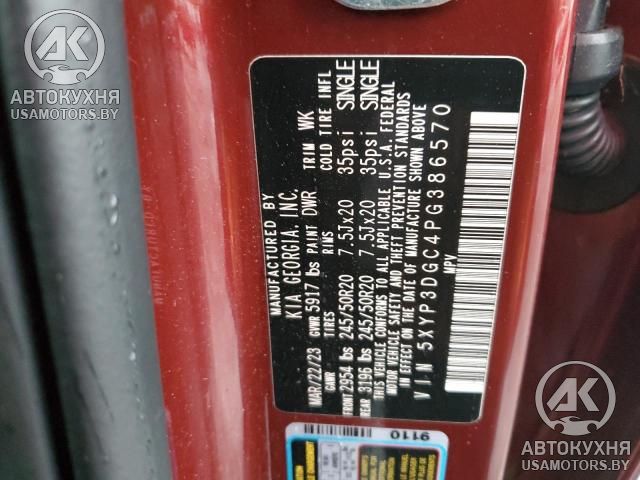 АК
АВТОКУХНЯ
USAMOTORS.BY
MANUFACTURED BY
KIA GEORGIA, INC.
MAR/22/23 GVWR 5917 lbs PAINT DWR TRIM WK
GAWR TIRES RIMS COLD TIRE INFL
FRONT 2954 lbs 245/50R20 7.5Jx20 35psi SINGLE
REAR 3196 lbs 245/50R20 7.5Jx20 35psi SINGLE
THIS VEHICLE CONFORMS TO ALL APPLICABLE U.S.A. FEDERAL
MOTOR VEHICLE SAFETY AND THEFT PREVENTION STANDARDS
IN EFFECT ON THE DATE OF MANUFACTURE SHOWN ABOVE
VIN 5XYP3DGC4PG386570
MPV
9110
АК
АВТОКУХНЯ
USAMOTORS.BY